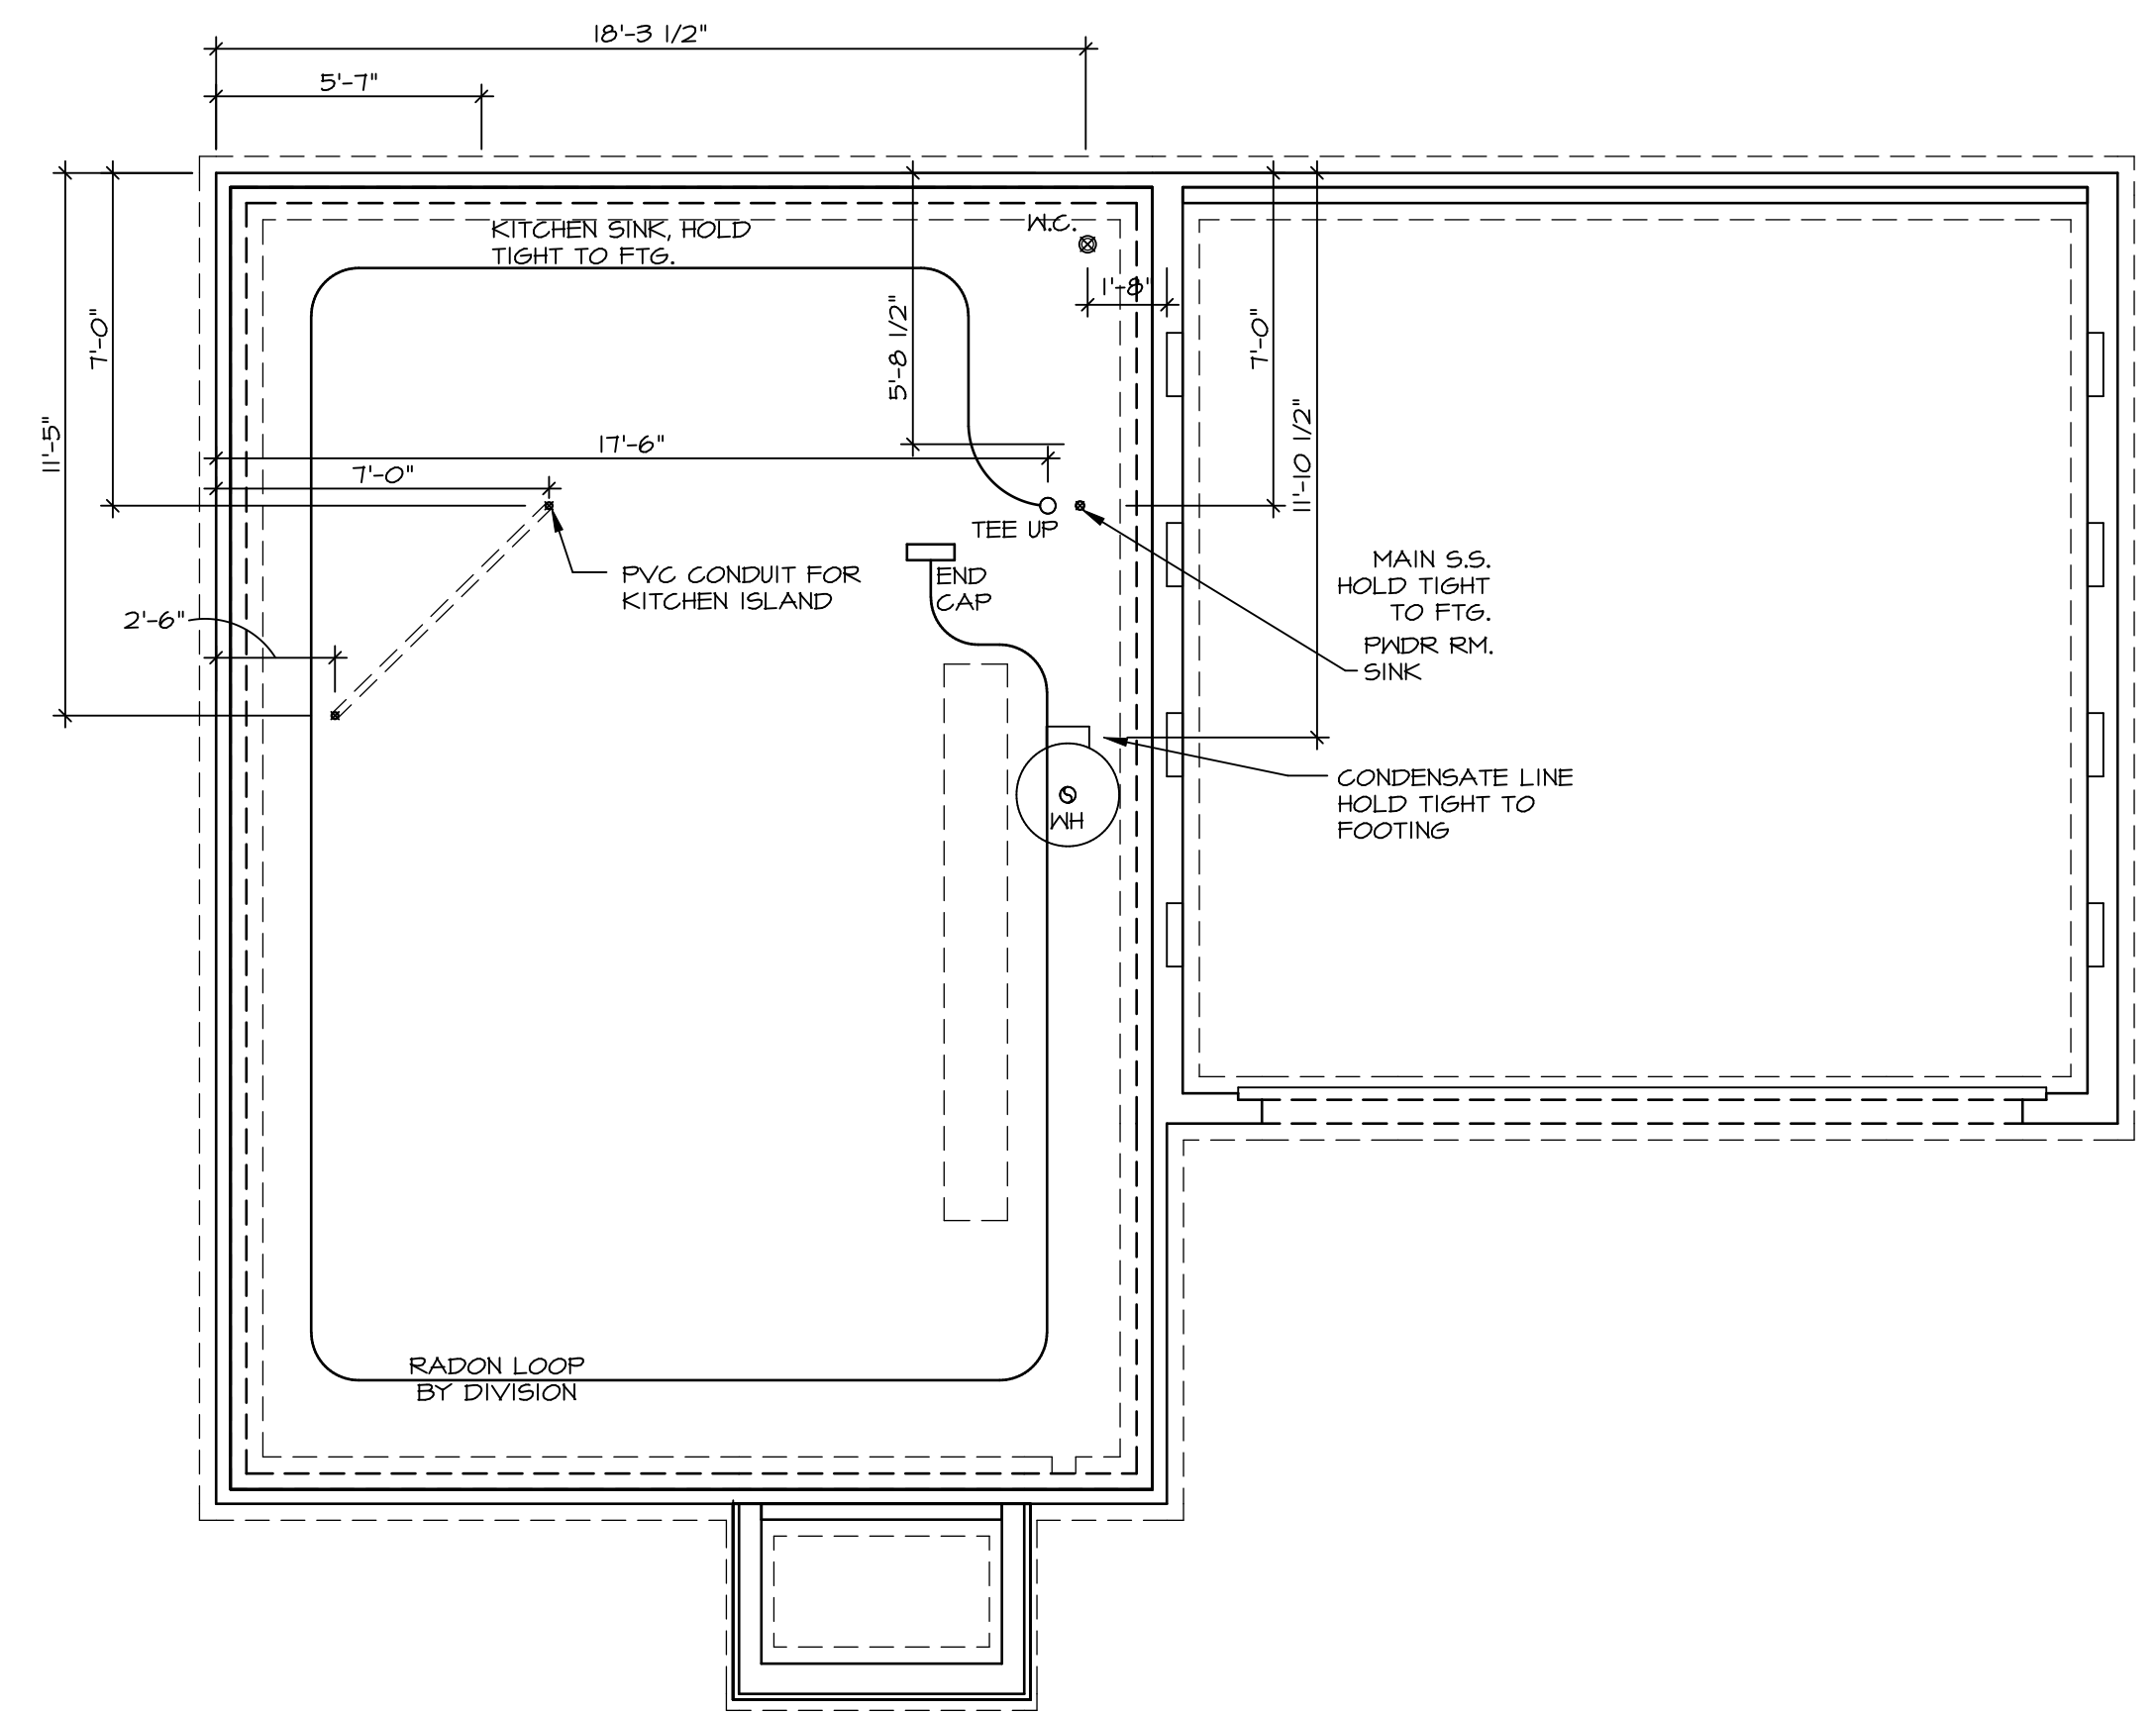 18'-3 1/2"
5'-7"
KITCHEN SINK, HOLD
TIGHT TO FTG.
W.C.
1'-8"
7'-0"
5'-8 1/2"
7'-0"
11'-5"
11'-10 1/2"
17'-6"
7'-0"
TEE UP
PVC CONDUIT FOR
KITCHEN ISLAND
END
CAP
MAIN S.S.
HOLD TIGHT
TO FTG.
PWDR RM.
SINK
2'-6"
CONDENSATE LINE
HOLD TIGHT TO
FOOTING
WH
RADON LOOP
BY DIVISION